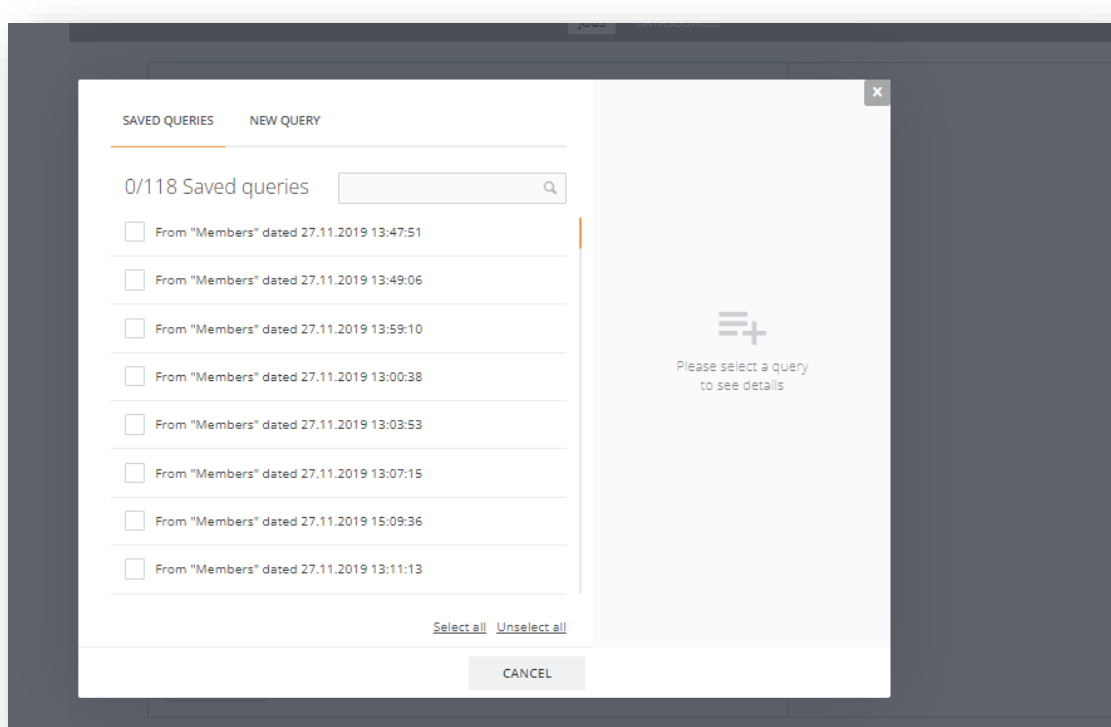 JOBS
SAVED QUERIES NEW QUERY
0/118 Saved queries
From "Members" dated 27.11.2019 13:47:51
From "Members" dated 27.11.2019 13:49:06
From "Members" dated 27.11.2019 13:59:10
From "Members" dated 27.11.2019 13:00:38
From "Members" dated 27.11.2019 13:03:53
From "Members" dated 27.11.2019 13:07:15
From "Members" dated 27.11.2019 15:09:36
From "Members" dated 27.11.2019 13:11:13
Select all Unselect all
CANCEL
x
Please select a query
to see details